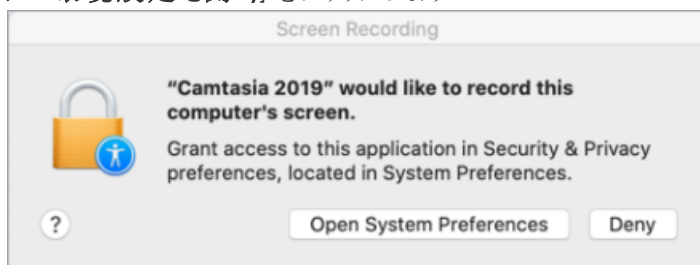 Screen Recording
“Camtasia 2019” would like to record this
computer's screen.
Grant access to this application in Security & Privacy
preferences, located in System Preferences.
?
Open System Preferences
Deny